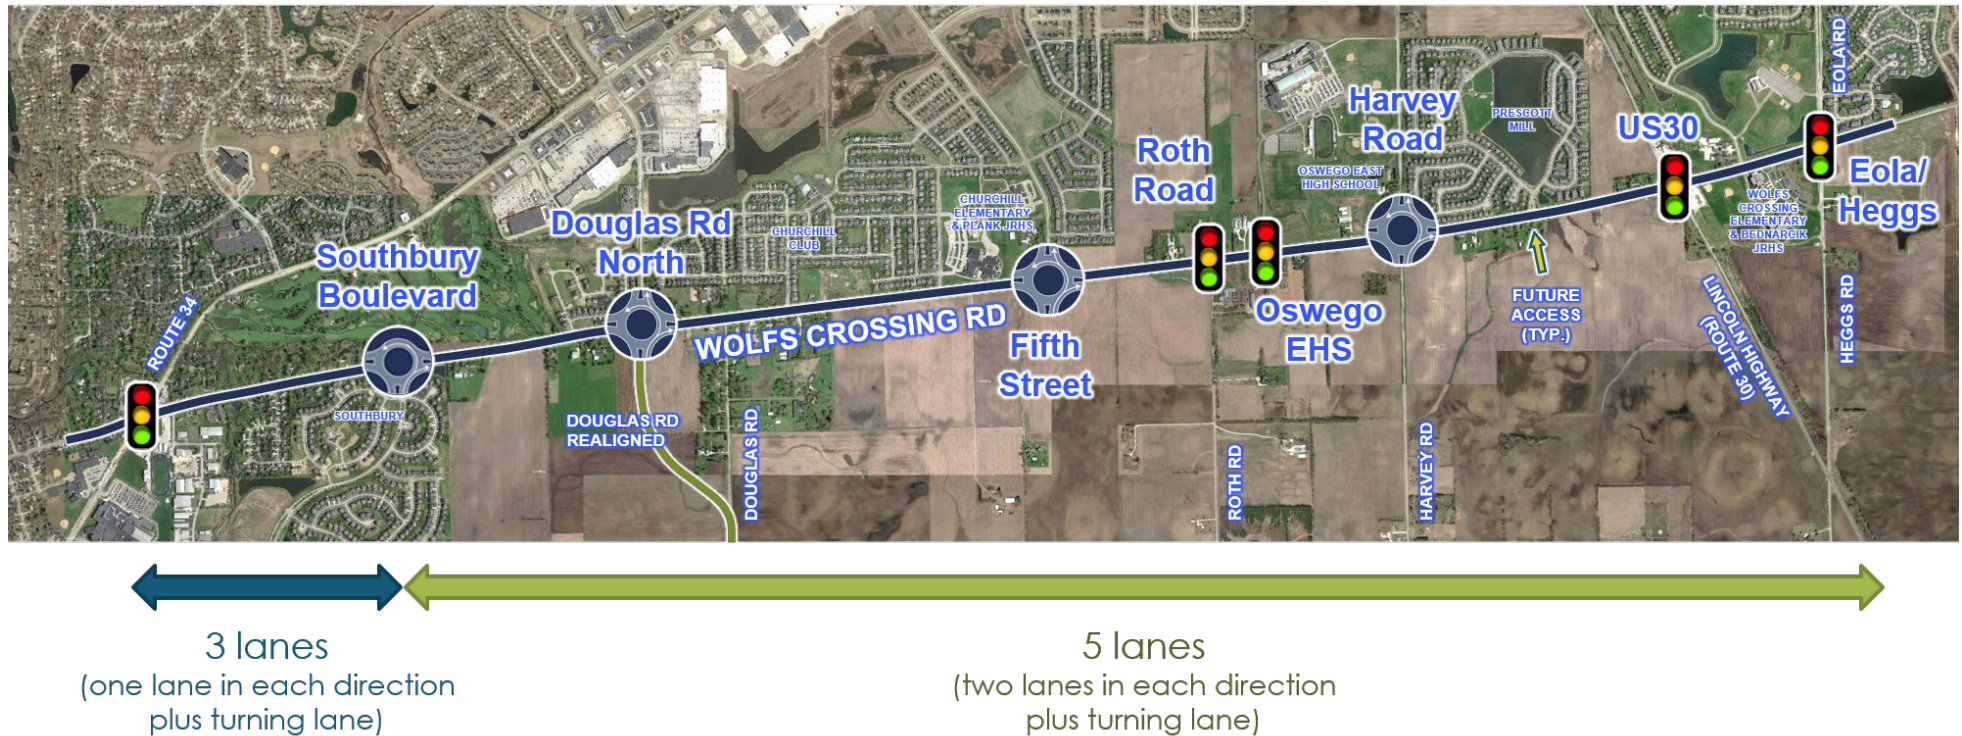 EOLA RD
Harvey
Road
PRESCOTT
MILL
US30
Roth
Road
OSWEGO EAST
HIGH SCHOOL
Eola/
Heggs
WOLFS
CROSSING
ELEMENTARY
& BEDNARCIK
JRHS
CHURCHILL
ELEMENTARY
& PLANK JRHS
CHURCHILL
CLUB
Douglas Rd
North
Southbury
Boulevard
ROUTE 34
SOUTHBURY
WOLFS CROSSING RD
Fifth
Street
Oswego
EHS
FUTURE
ACCESS
(TYP.)
LINCOLN HIGHWAY
(ROUTE 30)
HEGGS RD
DOUGLAS RD
REALIGNED
DOUGLAS RD
ROTH RD
HARVEY RD
3 lanes
(one lane in each direction
plus turning lane)
5 lanes
(two lanes in each direction
plus turning lane)